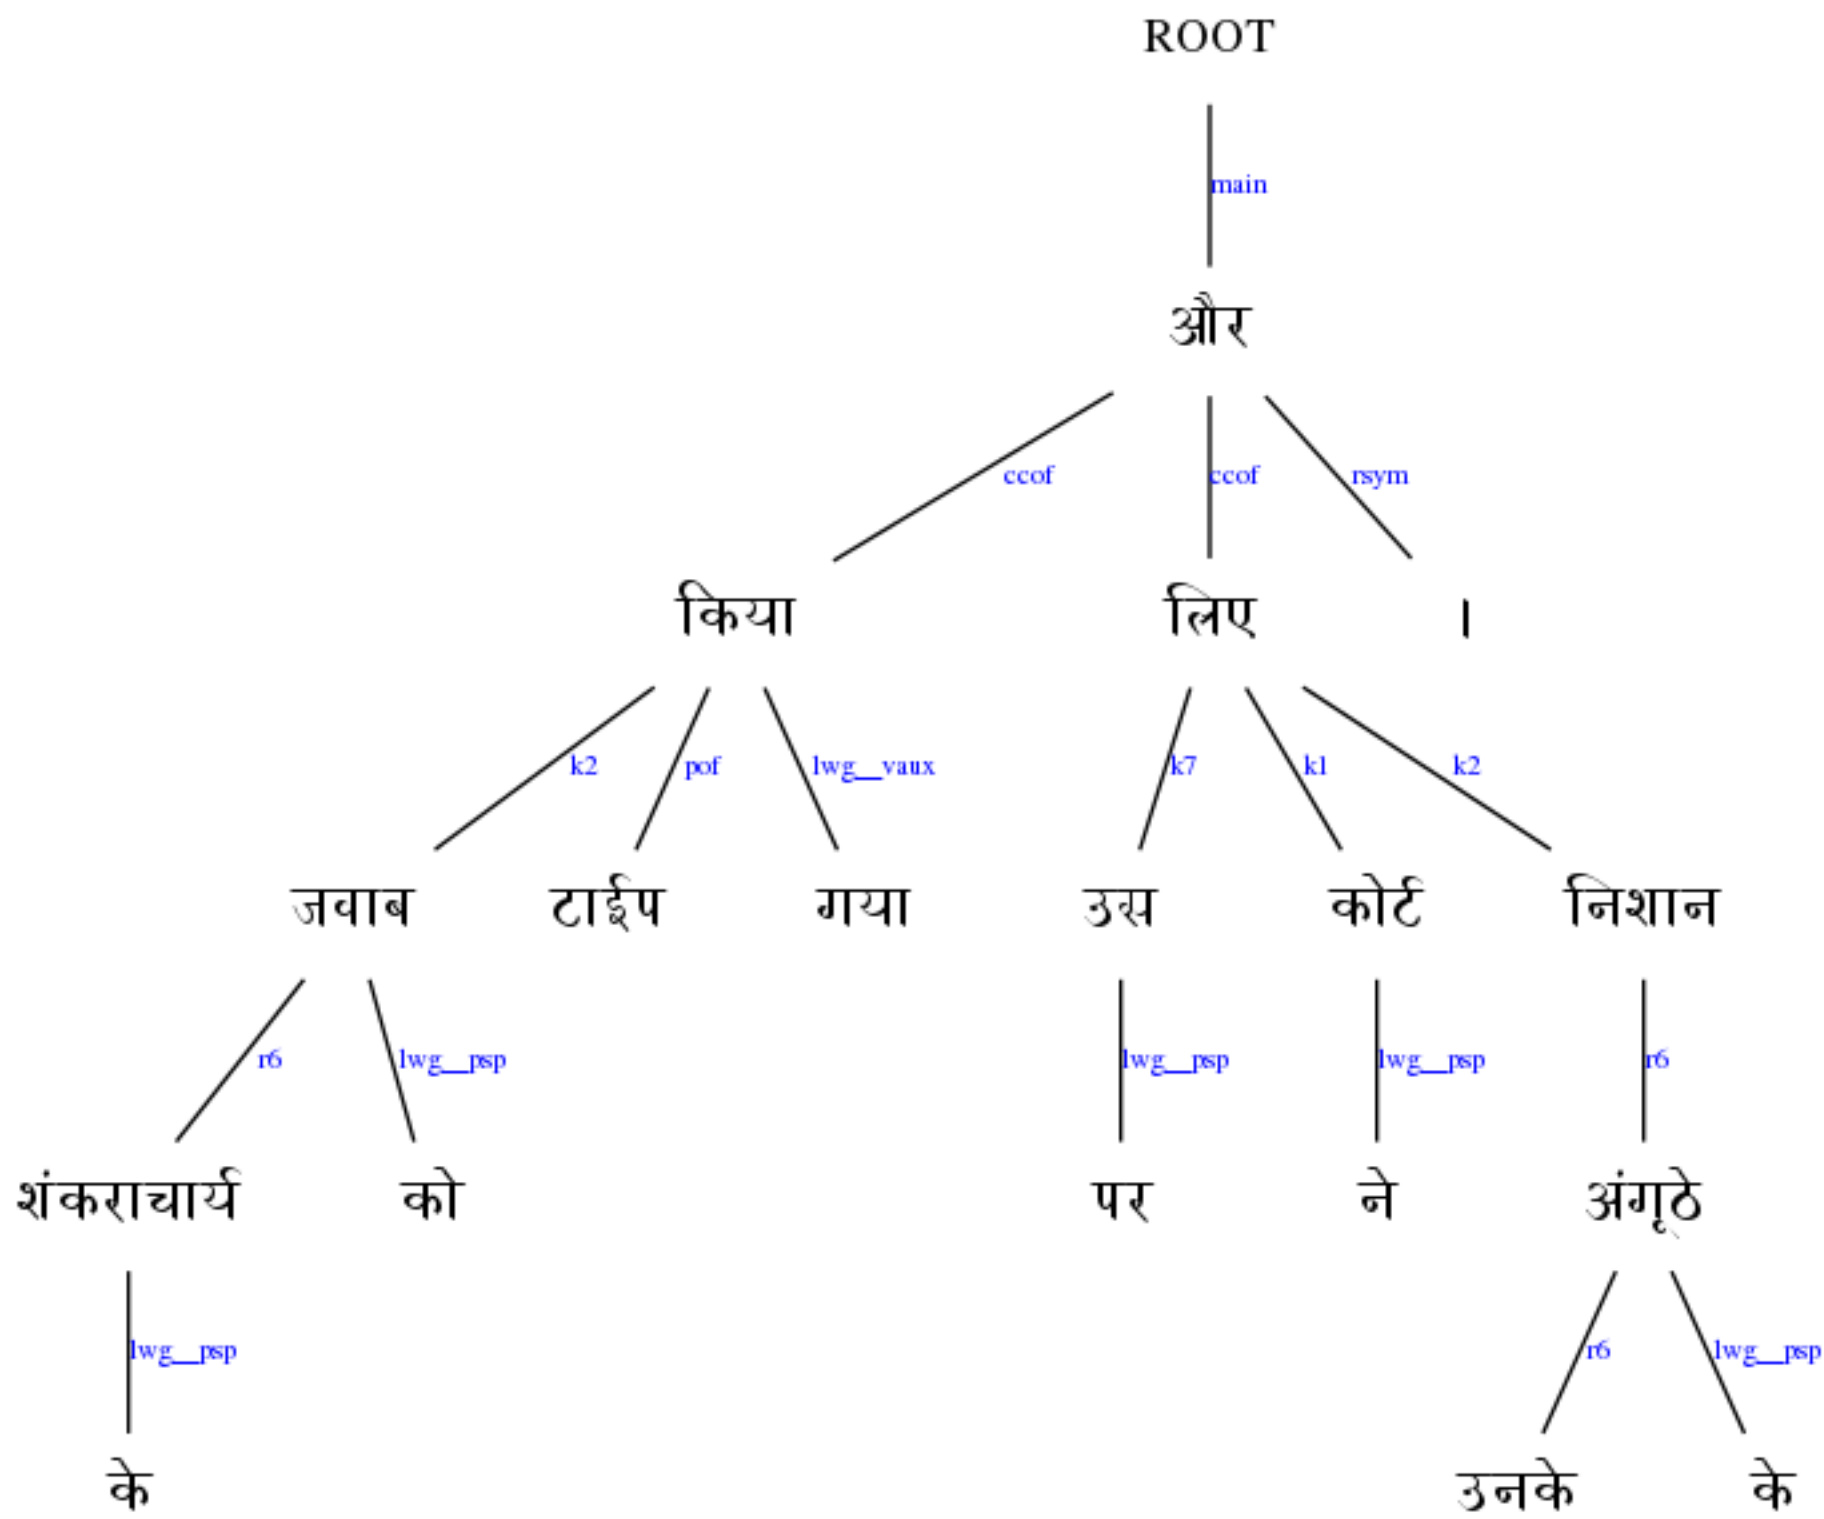 ROOT
main
और
ccof ccof rsym
किया लिए ।
k2 pof lwg__vaux k7 k1 k2
जवाब टाईप गया उस कोर्ट निशान
r6 lwg__psp lwg__psp lwg__psp r6
शंकराचार्य को पर ने अंगूठे
lwg__psp r6 lwg__psp
के उनके के